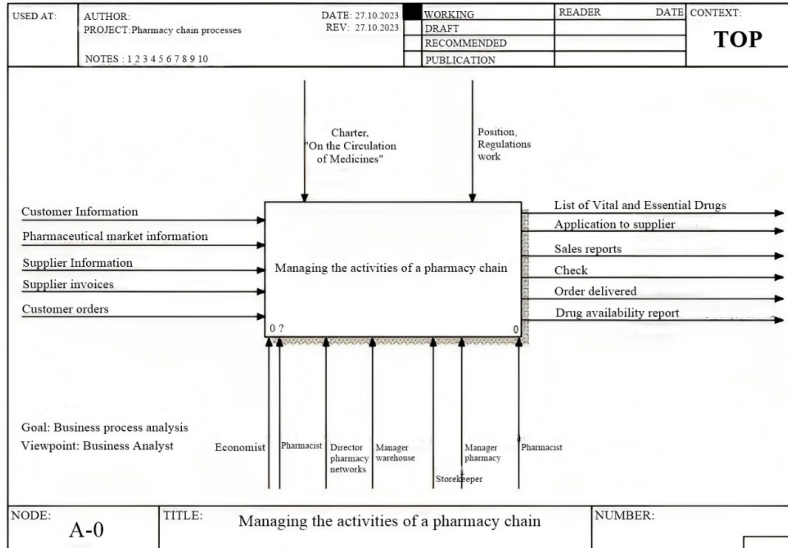 USED AT:
AUTHOR:
DATE: 27.10.2023
PROJECT:Pharmacy chain processes
REV: 27.10.2023
NOTES : 1 2 3 4 5 6 7 8 9 10
WORKING
DRAFT
RECOMMENDED
PUBLICATION
READER
DATE
CONTEXT:
TOP
Charter,
"On the Circulation
of Medicines"
Position,
Regulations
work
Customer Information
Pharmaceutical market information
Supplier Information
Supplier invoices
Customer orders
Managing the activities of a pharmacy chain
0 ?
0
List of Vital and Essential Drugs
Application to supplier
Sales reports
Check
Order delivered
Drug availability report
Goal: Business process analysis
Viewpoint: Business Analyst
Economist
Pharmacist
Director
pharmacy
networks
Manager
warehouse
Storekeeper
Manager
pharmacy
Pharmacist
NODE:
A-0
TITLE:
Managing the activities of a pharmacy chain
NUMBER: